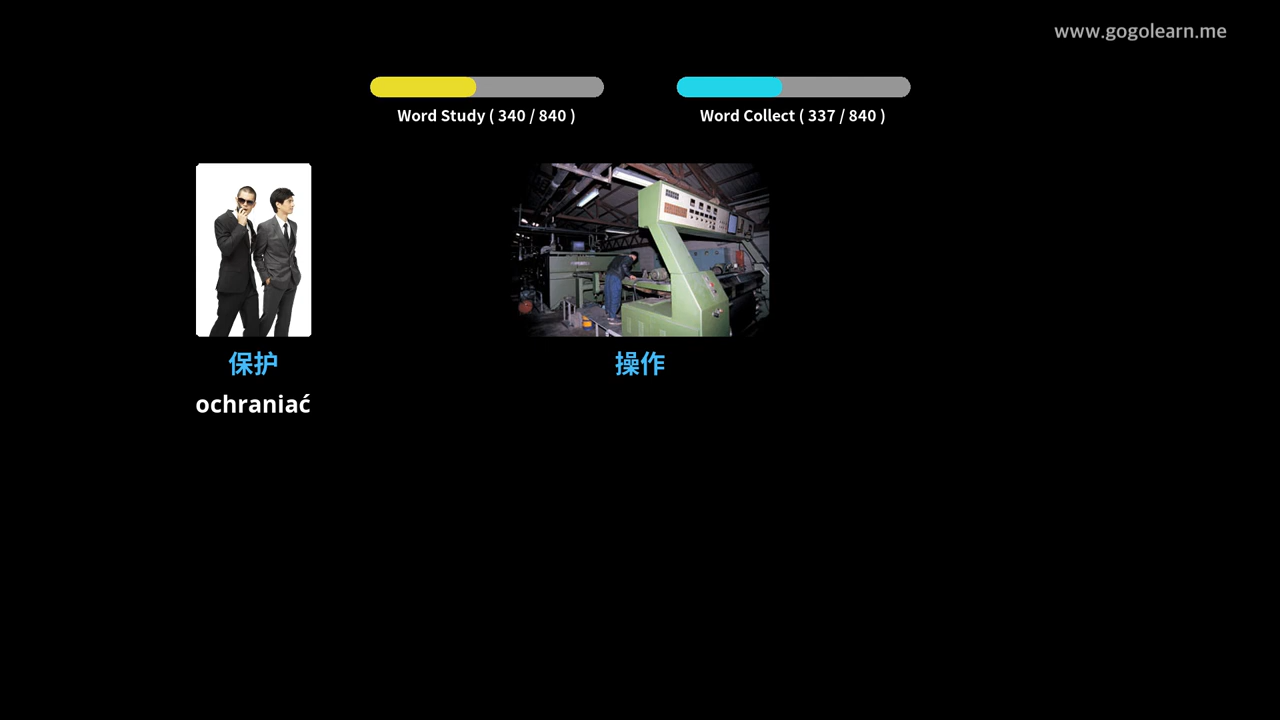 www.gogolearn.me
Word Study ( 340 / 840 )
Word Collect ( 337 / 840 )
保护
操作
ochraniać